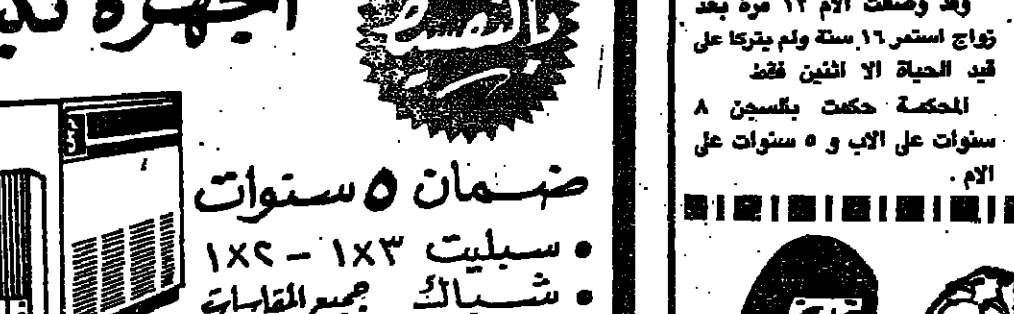 وقد وضعت الام ١٢ مرة بعد
زواج استمر ١٦ سنة ولم يتركا على
قيد الحياة الا اثنين فقط
المحكمة حكمت بالسجن ٨
سنوات على الاب و ٥ سنوات على
الام .
اجهزة
بالتقسيط
ضمان ٥ سنوات
• سبليت ٣×١ – ٢×١
• شباك جميع المقاسات